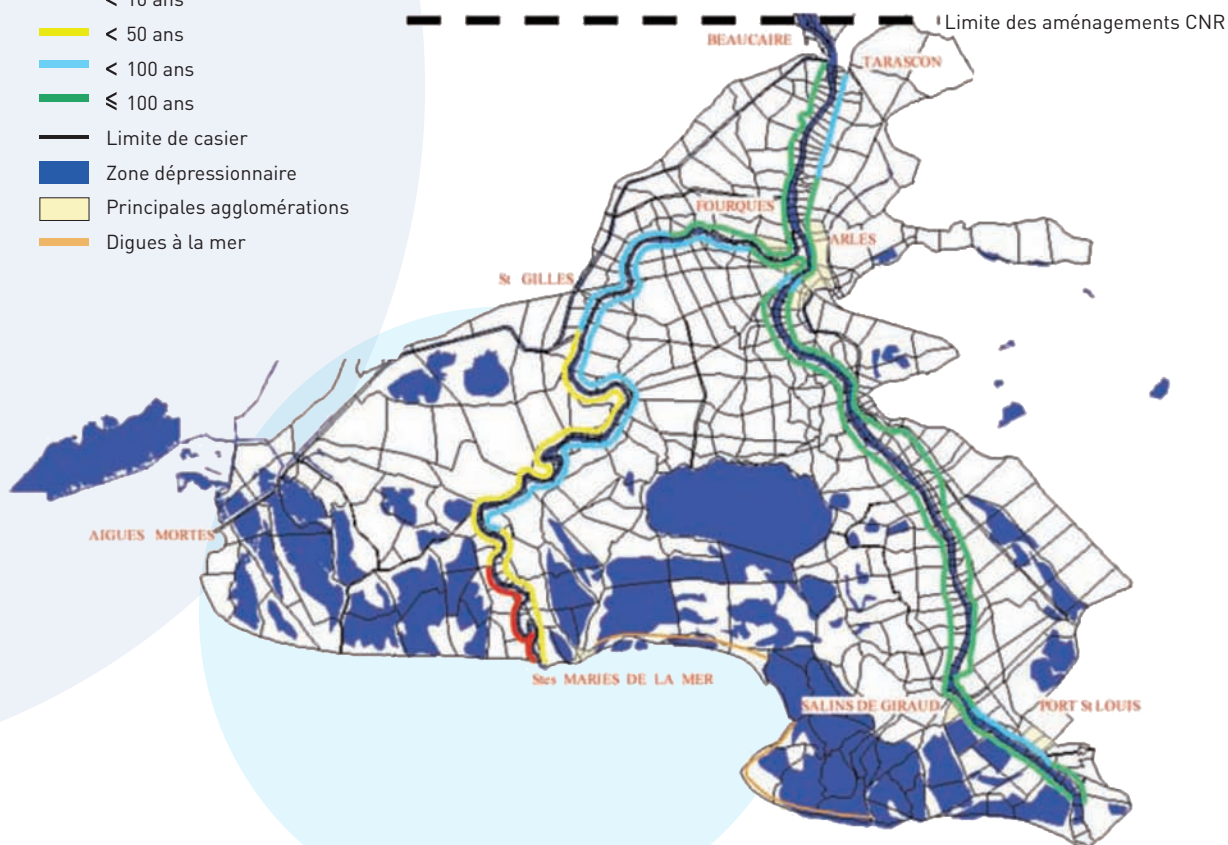 < 10 ans
Limite des aménagements CNR
< 50 ans
BEAUCAIRE
TARASCON
< 100 ans
⩽ 100 ans
Limite de casier
Zone dépressionnaire
Principales agglomérations
FOURQUES
Digues à la mer
ARLES
St GILLES
AIGUES MORTES
Stes MARIES DE LA MER
SALINS DE GIRAUD
PORT St LOUIS